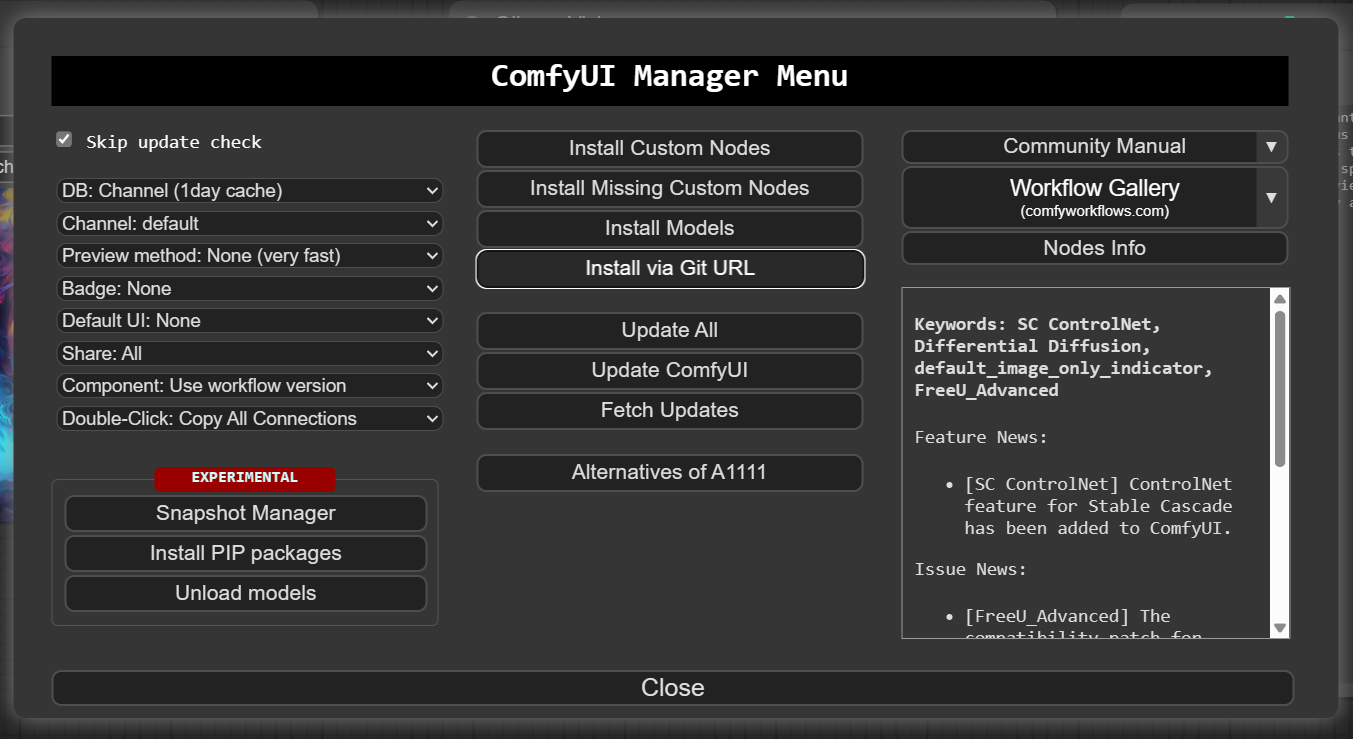 ComfyUI Manager Menu
Skip update check
DB: Channel (1day cache)
Channel: default
Preview method: None (very fast)
Badge: None
Default UI: None
Share: All
Component: Use workflow version
Double-Click: Copy All Connections
EXPERIMENTAL
Snapshot Manager
Install PIP packages
Unload models
Install Custom Nodes
Install Missing Custom Nodes
Install Models
Install via Git URL
Update All
Update ComfyUI
Fetch Updates
Alternatives of A1111
Community Manual
Workflow Gallery
(comfyworkflows.com)
Nodes Info
Keywords: SC ControlNet,
Differential Diffusion,
default_image_only_indicator,
FreeU_Advanced
Feature News:
• [SC ControlNet] ControlNet
feature for Stable Cascade
has been added to ComfyUI.
Issue News:
• [FreeU_Advanced] The
compatibility patch for
Close